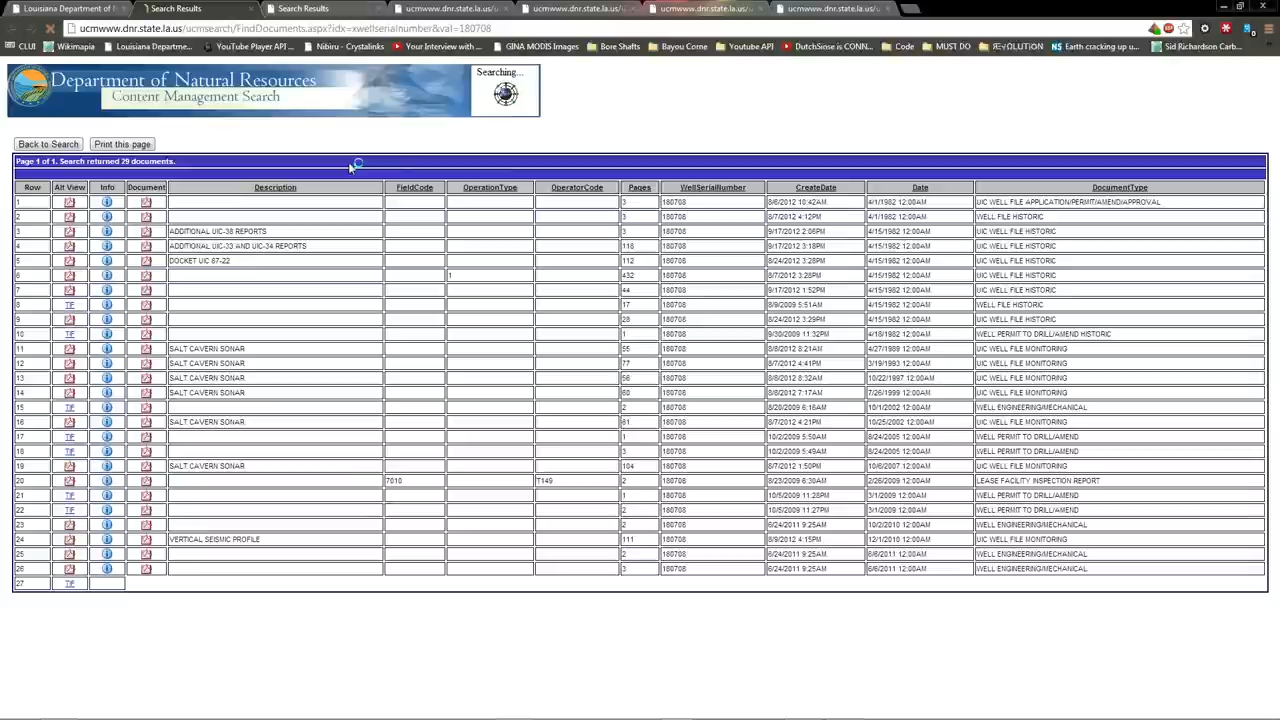 Louisiana Department of
Search Results
Search Results
ucmwww.dnr.state.la.us/
ucmwww.dnr.state.la.us/u
ucmwww.dnr.state.la.us/u
ucmwww.dnr.state.la.us/u
ucmwww.dnr.state.la.us/ucmsearch/FindDocuments.aspx?idx=xwellserialnumber&val=180708
CLUI Wikimapia Louisiana Departme... YouTube Player API ... Nibiru - Crystalinks Your Interview with ... GINA MODIS Images Bore Shafts Bayou Corne Youtube API DutchSinse is CONN... Code MUST DO Earth cracking up u... Sid Richardson Carb...
Department of Natural Resources
Content Management Search
Searching...
Back to Search Print this page
Page 1 of 1. Search returned 29 documents.
Row Alt View Info Document Description FieldCode OperationType OperatorCode Pages WellSerialNumber CreateDate Date DocumentType
1 3 180708 8/6/2012 10:42AM 4/1/1982 12:00AM UIC WELL FILE APPLICATION/PERMIT/AMEND/APPROVAL
2 3 180708 8/7/2012 4:12PM 4/1/1982 12:00AM WELL FILE HISTORIC
3 ADDITIONAL UIC-38 REPORTS 3 180708 9/17/2012 2:06PM 4/15/1982 12:00AM UIC WELL FILE HISTORIC
4 ADDITIONAL UIC-33 AND UIC-34 REPORTS 118 180708 9/17/2012 3:18PM 4/15/1982 12:00AM UIC WELL FILE HISTORIC
5 DOCKET UIC 87-22 112 180708 8/24/2012 3:28PM 4/15/1982 12:00AM UIC WELL FILE HISTORIC
6 1 432 180708 8/7/2012 3:28PM 4/15/1982 12:00AM UIC WELL FILE HISTORIC
7 44 180708 9/17/2012 1:52PM 4/15/1982 12:00AM UIC WELL FILE HISTORIC
8 TIF 17 180708 8/9/2009 5:51AM 4/15/1982 12:00AM WELL FILE HISTORIC
9 28 180708 8/24/2012 3:29PM 4/15/1982 12:00AM UIC WELL FILE HISTORIC
10 TIF 1 180708 9/30/2009 11:32PM 4/18/1982 12:00AM WELL PERMIT TO DRILL/AMEND HISTORIC
11 SALT CAVERN SONAR 55 180708 8/8/2012 8:21AM 4/27/1989 12:00AM UIC WELL FILE MONITORING
12 SALT CAVERN SONAR 77 180708 8/7/2012 4:41PM 3/19/1993 12:00AM UIC WELL FILE MONITORING
13 SALT CAVERN SONAR 56 180708 8/8/2012 8:32AM 10/22/1997 12:00AM UIC WELL FILE MONITORING
14 SALT CAVERN SONAR 60 180708 8/8/2012 7:17AM 7/26/1999 12:00AM UIC WELL FILE MONITORING
15 TIF 2 180708 8/20/2009 6:16AM 10/1/2002 12:00AM WELL ENGINEERING/MECHANICAL
16 SALT CAVERN SONAR 61 180708 8/7/2012 4:21PM 10/25/2002 12:00AM UIC WELL FILE MONITORING
17 TIF 1 180708 10/2/2009 5:50AM 8/24/2005 12:00AM WELL PERMIT TO DRILL/AMEND
18 TIF 3 180708 10/2/2009 5:49AM 8/24/2005 12:00AM WELL PERMIT TO DRILL/AMEND
19 SALT CAVERN SONAR 104 180708 8/7/2012 1:50PM 10/6/2007 12:00AM UIC WELL FILE MONITORING
20 7010 T149 2 180708 8/23/2009 6:30AM 2/26/2009 12:00AM LEASE FACILITY INSPECTION REPORT
21 TIF 1 180708 10/5/2009 11:28PM 3/1/2009 12:00AM WELL PERMIT TO DRILL/AMEND
22 TIF 2 180708 10/5/2009 11:27PM 3/1/2009 12:00AM WELL PERMIT TO DRILL/AMEND
23 2 180708 6/24/2011 9:25AM 10/2/2010 12:00AM WELL ENGINEERING/MECHANICAL
24 VERTICAL SEISMIC PROFILE 111 180708 8/9/2012 4:15PM 12/1/2010 12:00AM UIC WELL FILE MONITORING
25 2 180708 6/24/2011 9:25AM 6/6/2011 12:00AM WELL ENGINEERING/MECHANICAL
26 3 180708 6/24/2011 9:25AM 6/6/2011 12:00AM WELL ENGINEERING/MECHANICAL
27 TIF